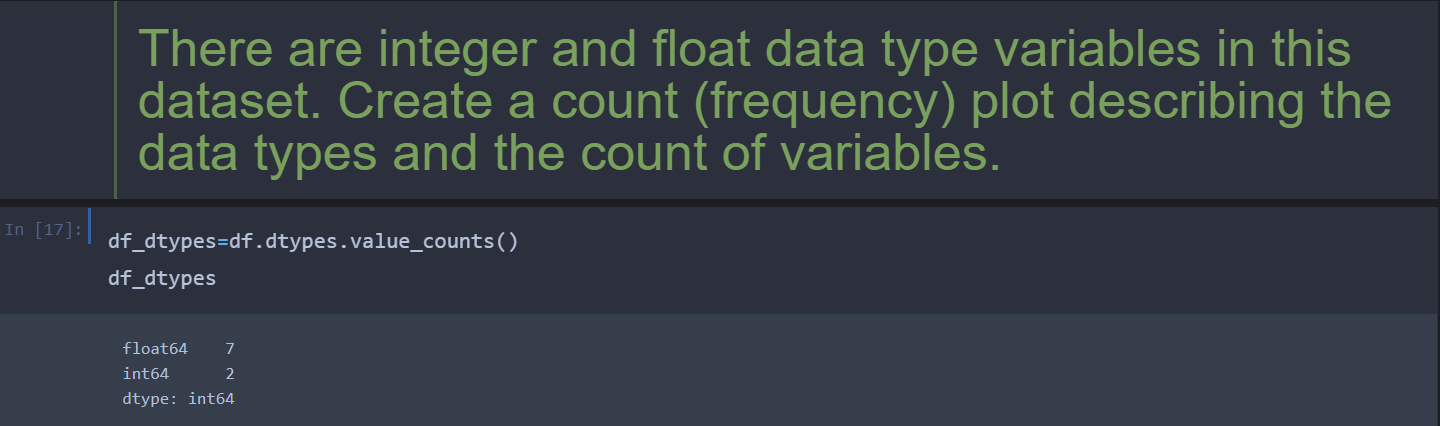 There are integer and float data type variables in this
dataset. Create a count (frequency) plot describing the
data types and the count of variables.
In [17]:
df_dtypes=df.dtypes.value_counts()
df_dtypes
float64    7
int64      2
dtype: int64